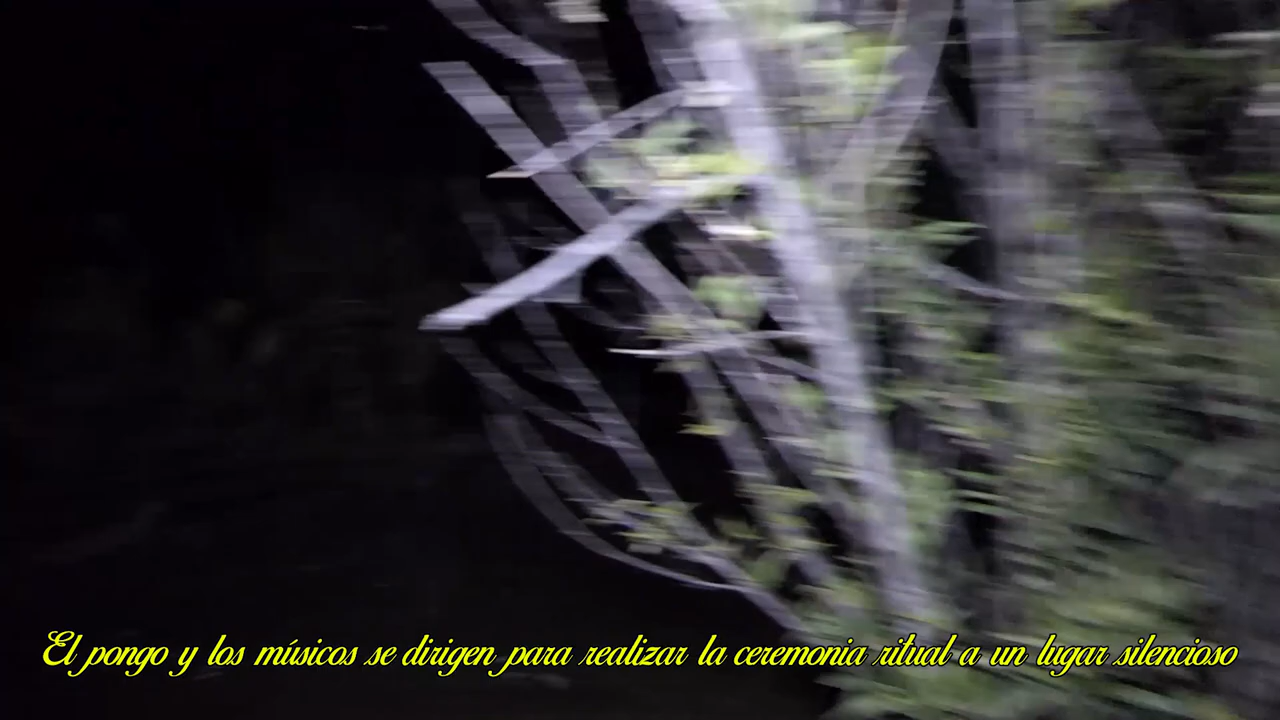 El pongo y los músicos se dirigen para realizar la ceremonia ritual a un lugar silencioso